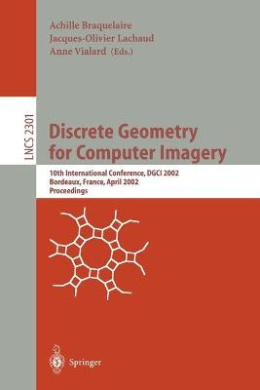 Achille Braquelaire
Jacques-Olivier Lachaud
Anne Vialard (Eds.)
LNCS 2301
Discrete Geometry
for Computer Imagery
10th International Conference, DGCI 2002
Bordeaux, France, April 2002
Proceedings
Springer